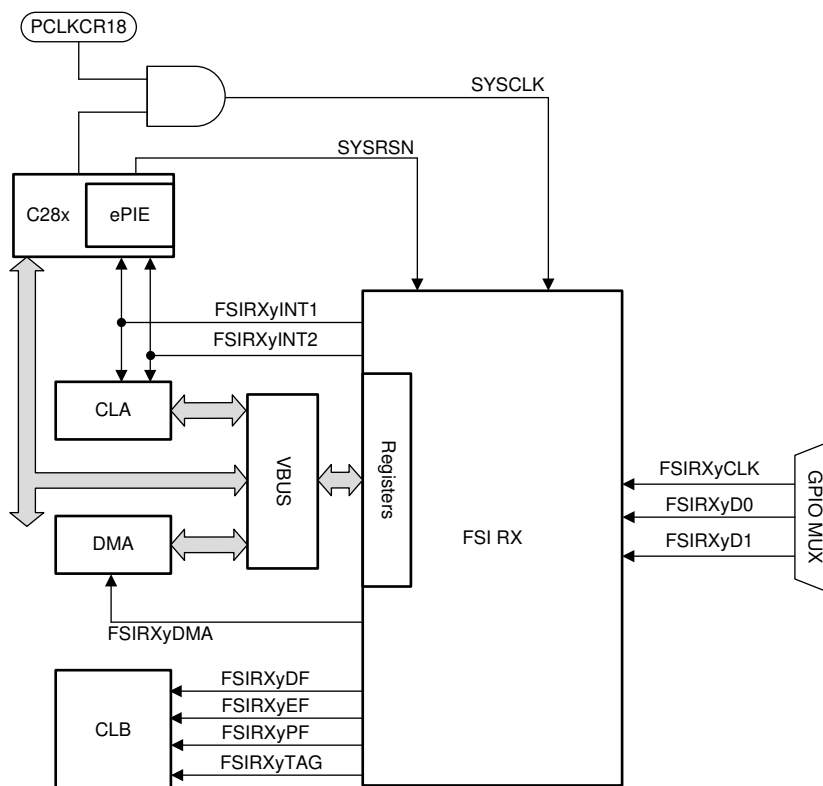 PCLKCR18
SYSCLK
SYSRSN
C28x
ePIE
FSIRXyINT1
FSIRXyINT2
CLA
VBUS
Registers
FSI RX
FSIRXyCLK
FSIRXyD0
FSIRXyD1
GPIO MUX
DMA
FSIRXyDMA
CLB
FSIRXyDF
FSIRXyEF
FSIRXyPF
FSIRXyTAG